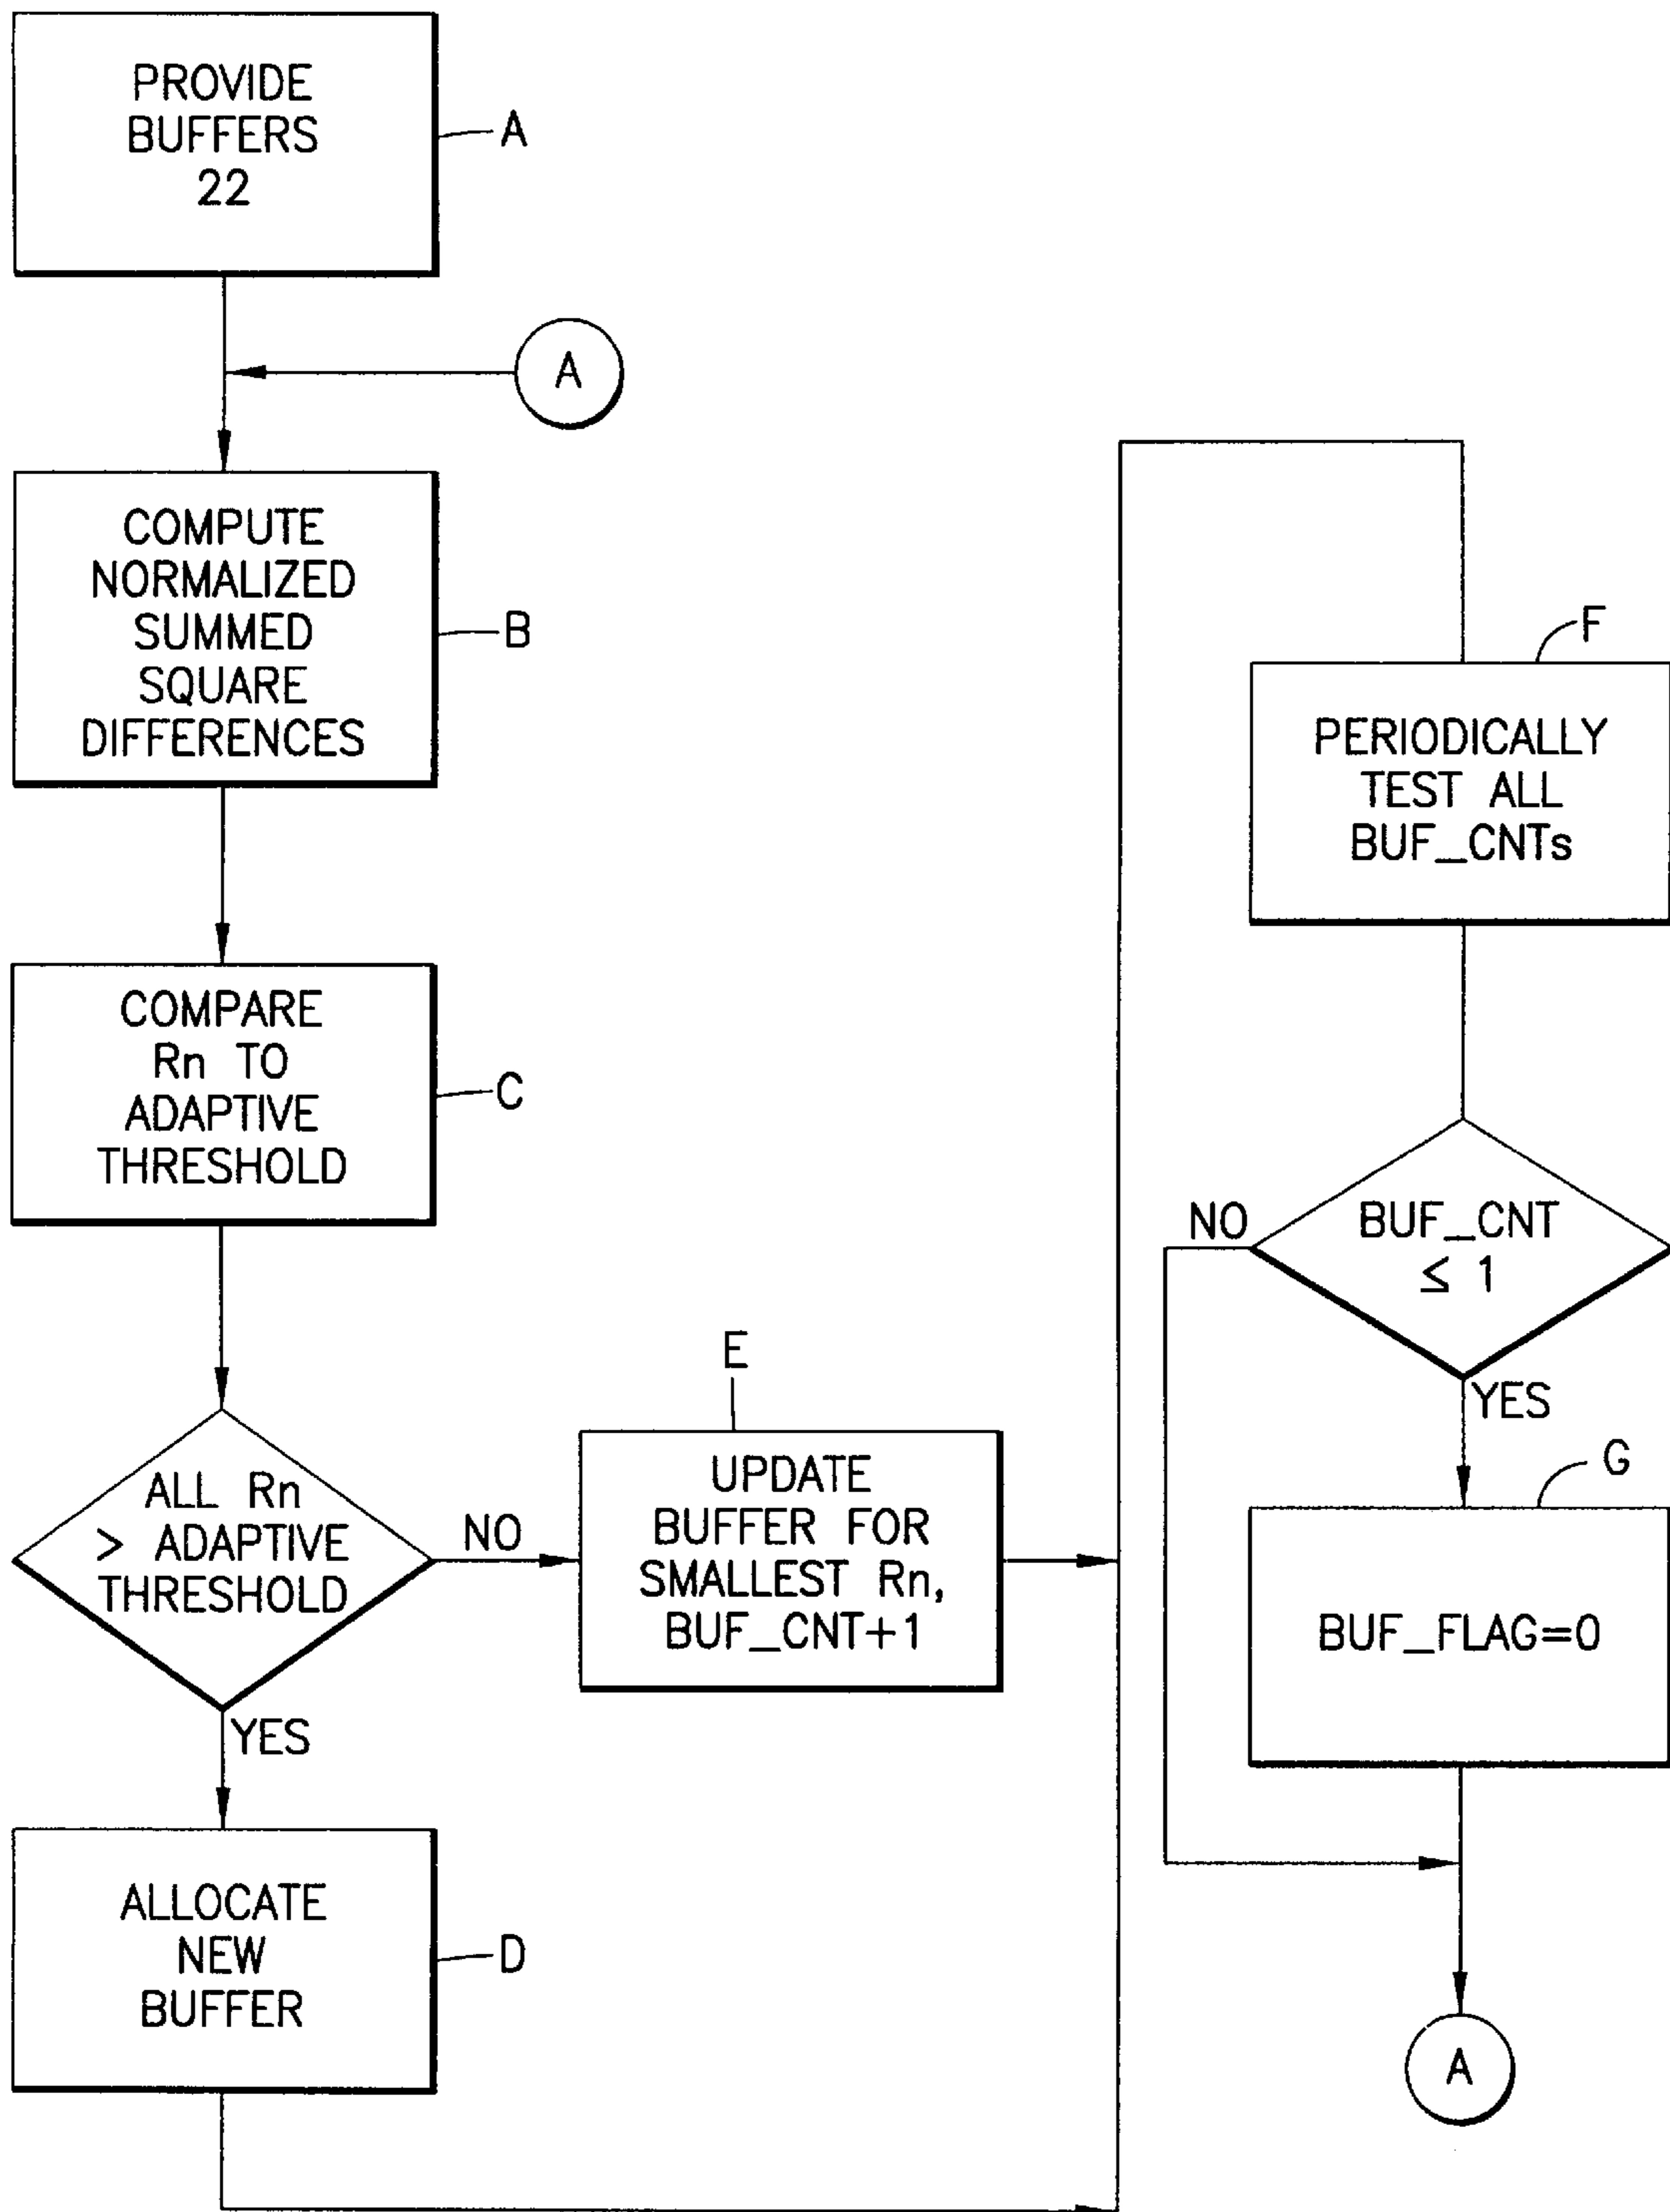 PROVIDE
BUFFERS
22
A
A
COMPUTE
NORMALIZED
SUMMED
SQUARE
DIFFERENCES
B
COMPARE
Rn TO
ADAPTIVE
THRESHOLD
C
ALL Rn
> ADAPTIVE
THRESHOLD
NO
YES
E
UPDATE
BUFFER FOR
SMALLEST Rn,
BUF_CNT+1
ALLOCATE
NEW
BUFFER
D
F
PERIODICALLY
TEST ALL
BUF_CNTs
NO
BUF_CNT
≤ 1
YES
G
BUF_FLAG=0
A